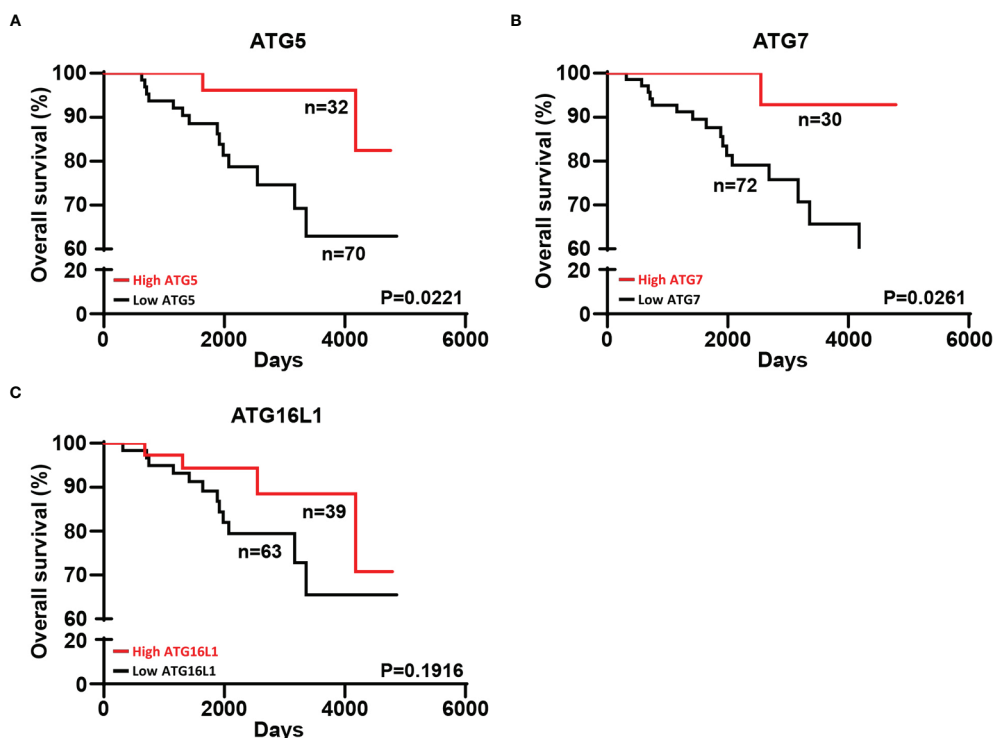 A
ATG5
Overall survival (%)
100
90
80
70
60
20
0
n=32
n=70
High ATG5
Low ATG5
P=0.0221
0 2000 4000 6000
Days
B
ATG7
Overall survival (%)
100
90
80
70
60
20
0
n=30
n=72
High ATG7
Low ATG7
P=0.0261
0 2000 4000 6000
Days
C
ATG16L1
Overall survival (%)
100
90
80
70
60
20
0
n=39
n=63
High ATG16L1
Low ATG16L1
P=0.1916
0 2000 4000 6000
Days